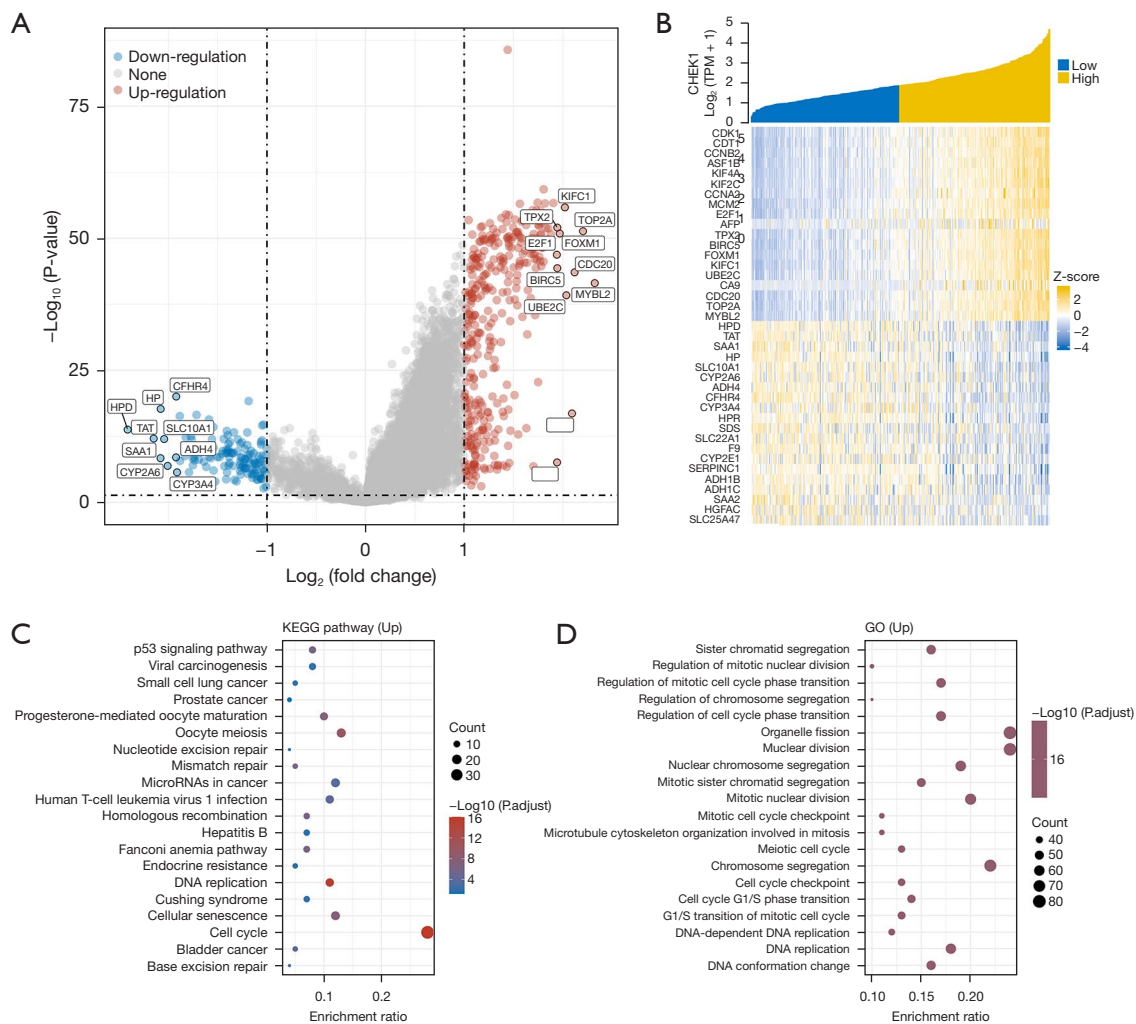 A
Down-regulation
None
Up-regulation
75
50
25
0
−Log₁₀ (P-value)
−1
0
1
Log₂ (fold change)
KIFC1
TPX2
TOP2A
E2F1
FOXM1
CDC20
BIRC5
MYBL2
UBE2C
CFHR4
HP
HPD
TAT
SLC10A1
SAA1
ADH4
CYP2A6
CYP3A4
B
CHEK1
Log₂ (TPM + 1)
5
4
3
2
1
0
Low
High
CDK1
CDT1
CCNB2
ASF1B
KIF4A
KIF2C
CCNA2
MCM2
E2F1
AFP
TPX2
BIRC5
FOXM1
KIFC1
UBE2C
CA9
CDC20
TOP2A
MYBL2
HPD
TAT
SAA1
HP
SLC10A1
CYP2A6
ADH4
CFHR4
CYP3A4
HPR
SDS
SLC22A1
F9
CYP2E1
SERPINC1
ADH1B
ADH1C
SAA2
HGFAC
SLC25A47
5
4
3
2
1
0
Z-score
2
0
−2
−4
C
KEGG pathway (Up)
p53 signaling pathway
Viral carcinogenesis
Small cell lung cancer
Prostate cancer
Progesterone-mediated oocyte maturation
Oocyte meiosis
Nucleotide excision repair
Mismatch repair
MicroRNAs in cancer
Human T-cell leukemia virus 1 infection
Homologous recombination
Hepatitis B
Fanconi anemia pathway
Endocrine resistance
DNA replication
Cushing syndrome
Cellular senescence
Cell cycle
Bladder cancer
Base excision repair
0.1
0.2
Enrichment ratio
Count
10
20
30
−Log10 (P.adjust)
16
12
8
4
D
GO (Up)
Sister chromatid segregation
Regulation of mitotic nuclear division
Regulation of mitotic cell cycle phase transition
Regulation of chromosome segregation
Regulation of cell cycle phase transition
Organelle fission
Muclear division
Nuclear chromosome segregation
Mitotic sister chromatid segregation
Mitotic nuclear division
Mitotic cell cycle checkpoint
Microtubule cytoskeleton organization involved in mitosis
Meiotic cell cycle
Chromosome segregation
Cell cycle checkpoint
Cell cycle G1/S phase transition
G1/S transition of mitotic cell cycle
DNA-dependent DNA replication
DNA replication
DNA conformation change
0.10
0.15
0.20
Enrichment ratio
−Log10 (P.adjust)
16
Count
40
50
60
70
80